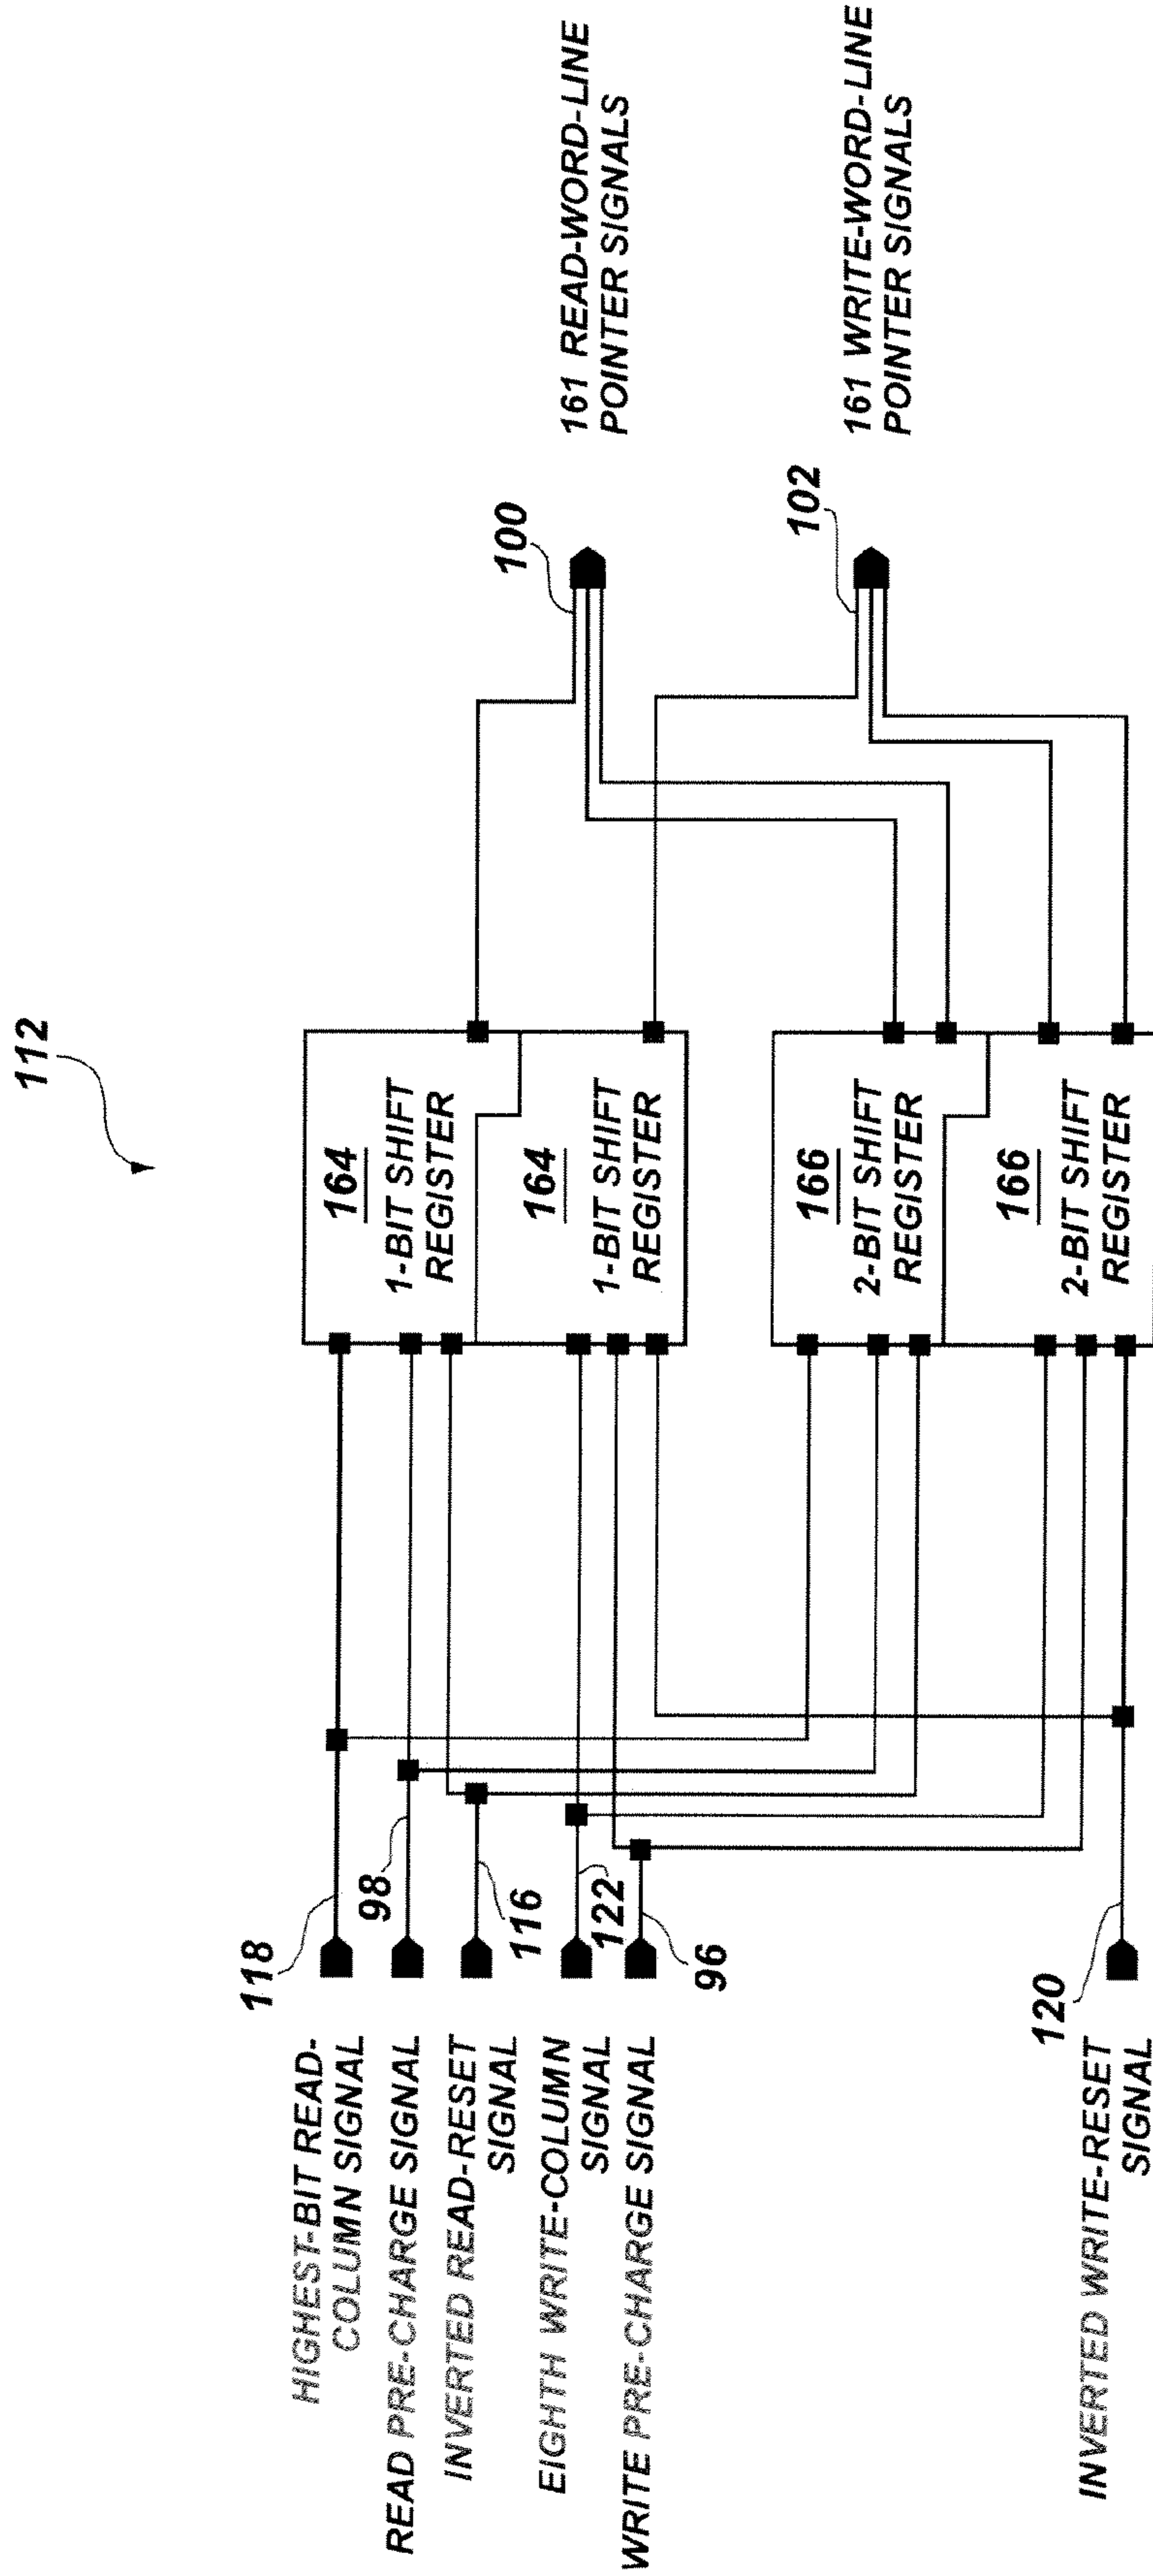 112
HIGHEST-BIT READ-
COLUMN SIGNAL
118
READ PRE-CHARGE SIGNAL
98
INVERTED READ-RESET
SIGNAL
116
EIGHTH WRITE-COLUMN
SIGNAL
122
WRITE PRE-CHARGE SIGNAL
96
INVERTED WRITE-RESET
SIGNAL
120
164
1-BIT SHIFT
REGISTER
164
1-BIT SHIFT
REGISTER
166
2-BIT SHIFT
REGISTER
166
2-BIT SHIFT
REGISTER
100
161 READ-WORD-LINE
POINTER SIGNALS
102
161 WRITE-WORD-LINE
POINTER SIGNALS